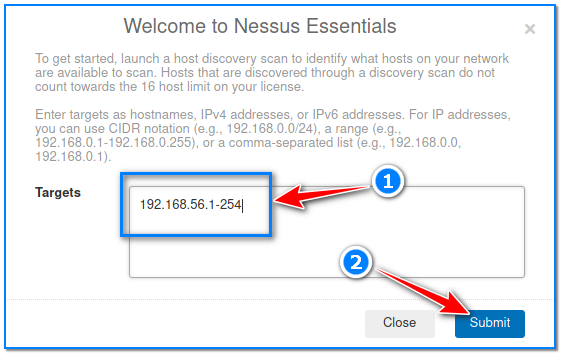 Welcome to Nessus Essentials
×
To get started, launch a host discovery scan to identify what hosts on your network
are available to scan. Hosts that are discovered through a discovery scan do not
count towards the 16 host limit on your license.
Enter targets as hostnames, IPv4 addresses, or IPv6 addresses. For IP addresses,
you can use CIDR notation (e.g., 192.168.0.0/24), a range (e.g.,
192.168.0.1-192.168.0.255), or a comma-separated list (e.g., 192.168.0.0,
192.168.0.1).
Targets
192.168.56.1-254
1
2
Close
Submit